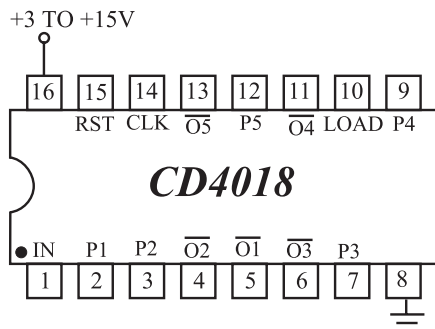 +3 TO +15V
16 15 14 13 12 11 10 9
RST CLK O5 P5 O4 LOAD P4
CD4018
IN P1 P2 O2 O1 O3 P3
1 2 3 4 5 6 7 8